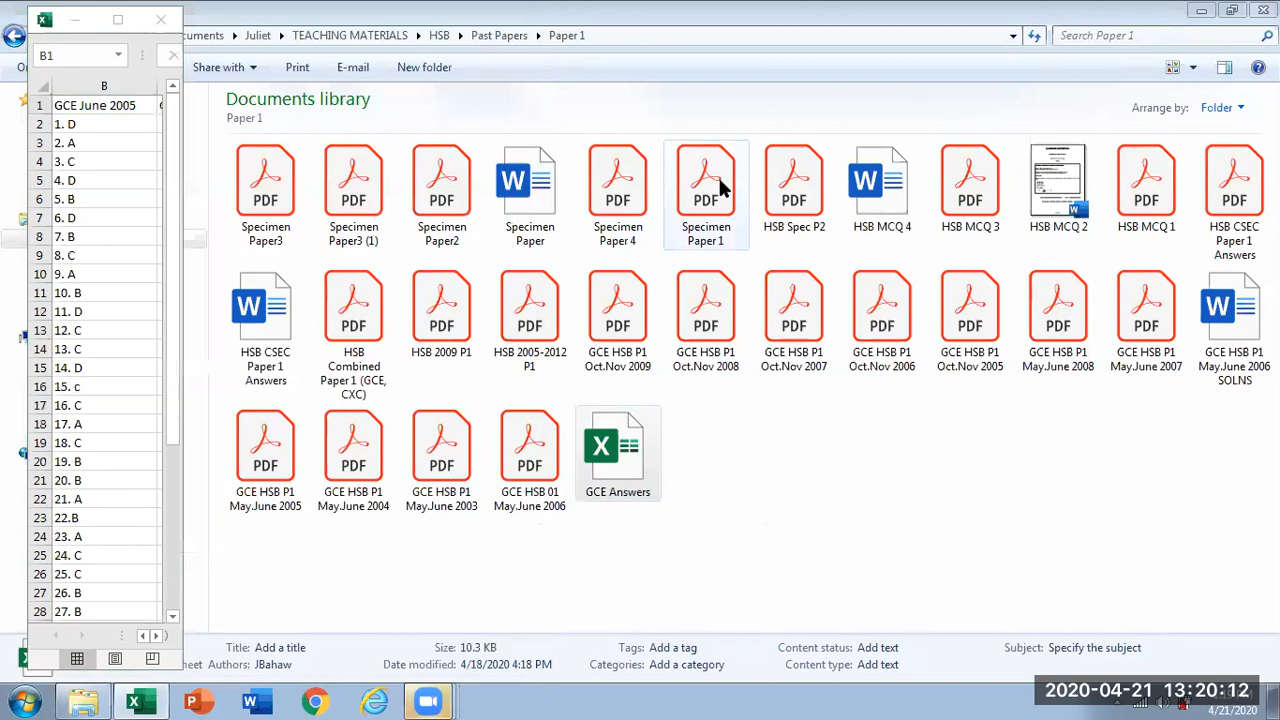 cuments ▸ Juliet ▸ TEACHING MATERIALS ▸ HSB ▸ Past Papers ▸ Paper 1
Search Paper 1
B1
Share with
Print
E-mail
New folder
Documents library
Paper 1
Arrange by: Folder
B
1 GCE June 2005
2 1. D
3 2. A
4 3. C
5 4. D
6 5. B
7 6. D
8 7. B
9 8. C
10 9. A
11 10. B
12 11. D
13 12. C
14 13. C
15 14. D
16 15. c
17 16. C
18 17. A
19 18. C
20 19. B
21 20. B
22 21. A
23 22.B
24 23. A
25 24. C
26 25. C
27 26. B
28 27. B
PDF
Specimen
Paper3
PDF
Specimen
Paper3 (1)
PDF
Specimen
Paper2
W
Specimen
Paper
PDF
Specimen
Paper 4
PDF
Specimen
Paper 1
PDF
HSB Spec P2
W
HSB MCQ 4
PDF
HSB MCQ 3
W
HSB MCQ 2
PDF
HSB MCQ 1
PDF
HSB CSEC
Paper 1
Answers
W
HSB CSEC
Paper 1
Answers
PDF
HSB
Combined
Paper 1 (GCE,
CXC)
PDF
HSB 2009 P1
PDF
HSB 2005-2012
P1
PDF
GCE HSB P1
Oct.Nov 2009
PDF
GCE HSB P1
Oct.Nov 2008
PDF
GCE HSB P1
Oct.Nov 2007
PDF
GCE HSB P1
Oct.Nov 2006
PDF
GCE HSB P1
Oct.Nov 2005
PDF
GCE HSB P1
May.June 2008
PDF
GCE HSB P1
May.June 2007
W
GCE HSB P1
May.June 2006
SOLNS
PDF
GCE HSB P1
May.June 2005
PDF
GCE HSB P1
May.June 2004
PDF
GCE HSB P1
May.June 2003
PDF
GCE HSB 01
May.June 2006
X
GCE Answers
Title: Add a title
Size: 10.3 KB
Tags: Add a tag
Content status: Add text
Subject: Specify the subject
sheet Authors: JBahaw
Date modified: 4/18/2020 4:18 PM
Categories: Add a category
Content type: Add text
2020-04-21 13:20:12
4/21/2020